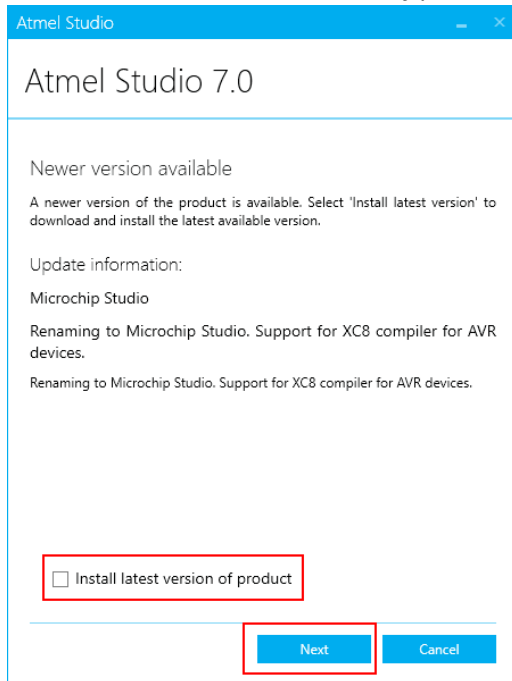 Atmel Studio
Atmel Studio 7.0
Newer version available
A newer version of the product is available. Select 'Install latest version' to
download and install the latest available version.
Update information:
Microchip Studio
Renaming to Microchip Studio. Support for XC8 compiler for AVR
devices.
Renaming to Microchip Studio. Support for XC8 compiler for AVR devices.
Install latest version of product
Next Cancel